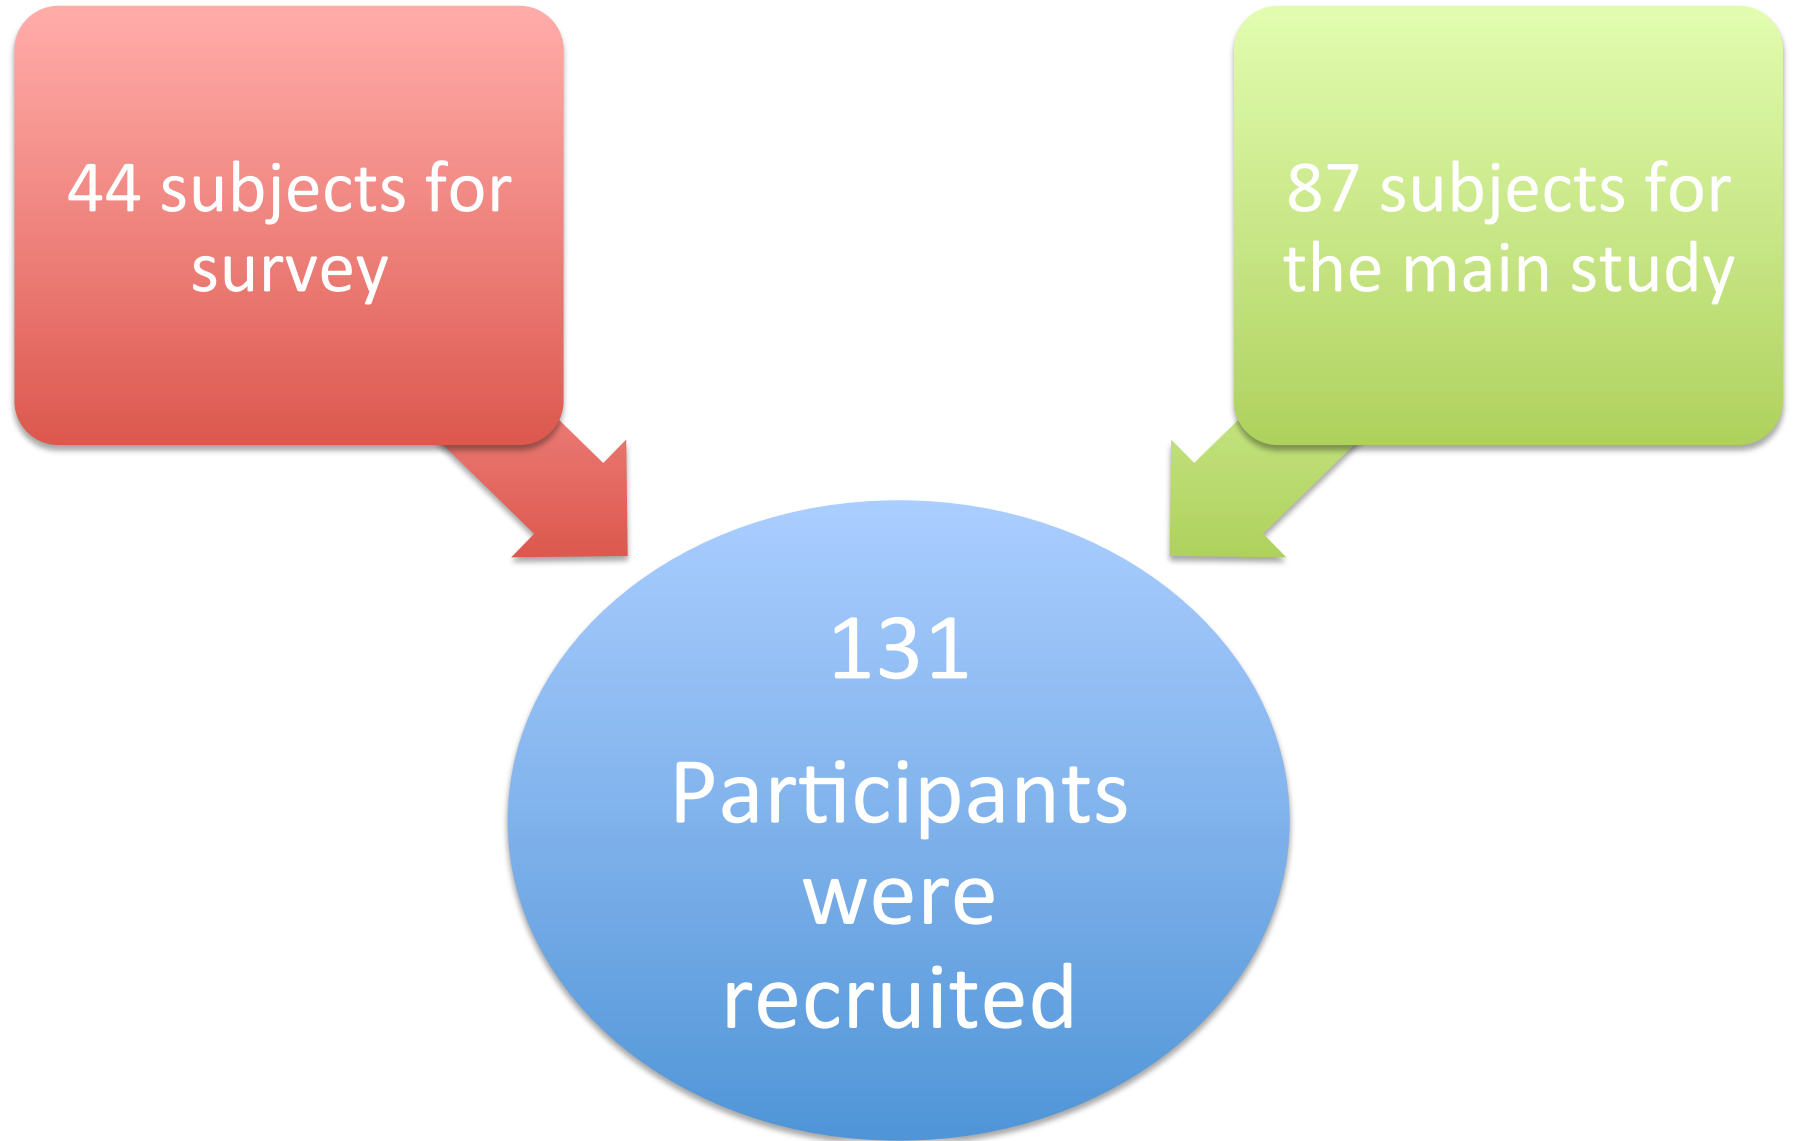 44 subjects for
survey
87 subjects for
the main study
131
Participants
were
recruited